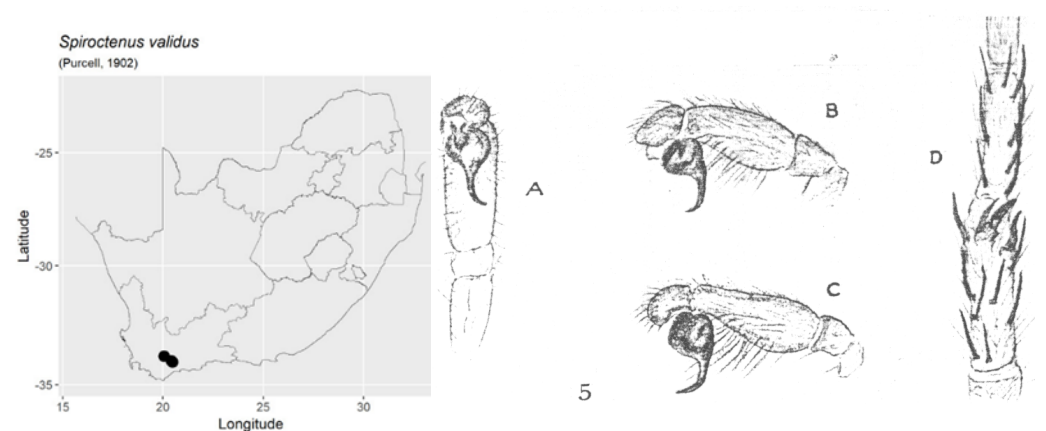 Spiroctenus validus
(Purcell, 1902)
Latitude
-25
-30
-35
15 20 25 30
Longitude
A
B
C
D
5